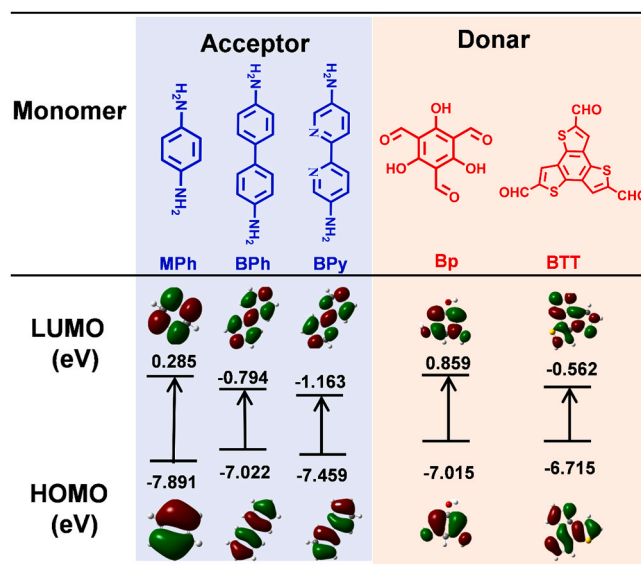 Acceptor
Donar
Monomer
H₂N
NH₂
H₂N
NH₂
H₂N
N
N
NH₂
OH
O
O
HO
OH
O
CHO
S
S
OHC
S
CHO
MPh
BPh
BPy
Bp
BTT
LUMO
(eV)
0.285
-0.794
-1.163
0.859
-0.562
HOMO
(eV)
-7.891
-7.022
-7.459
-7.015
-6.715